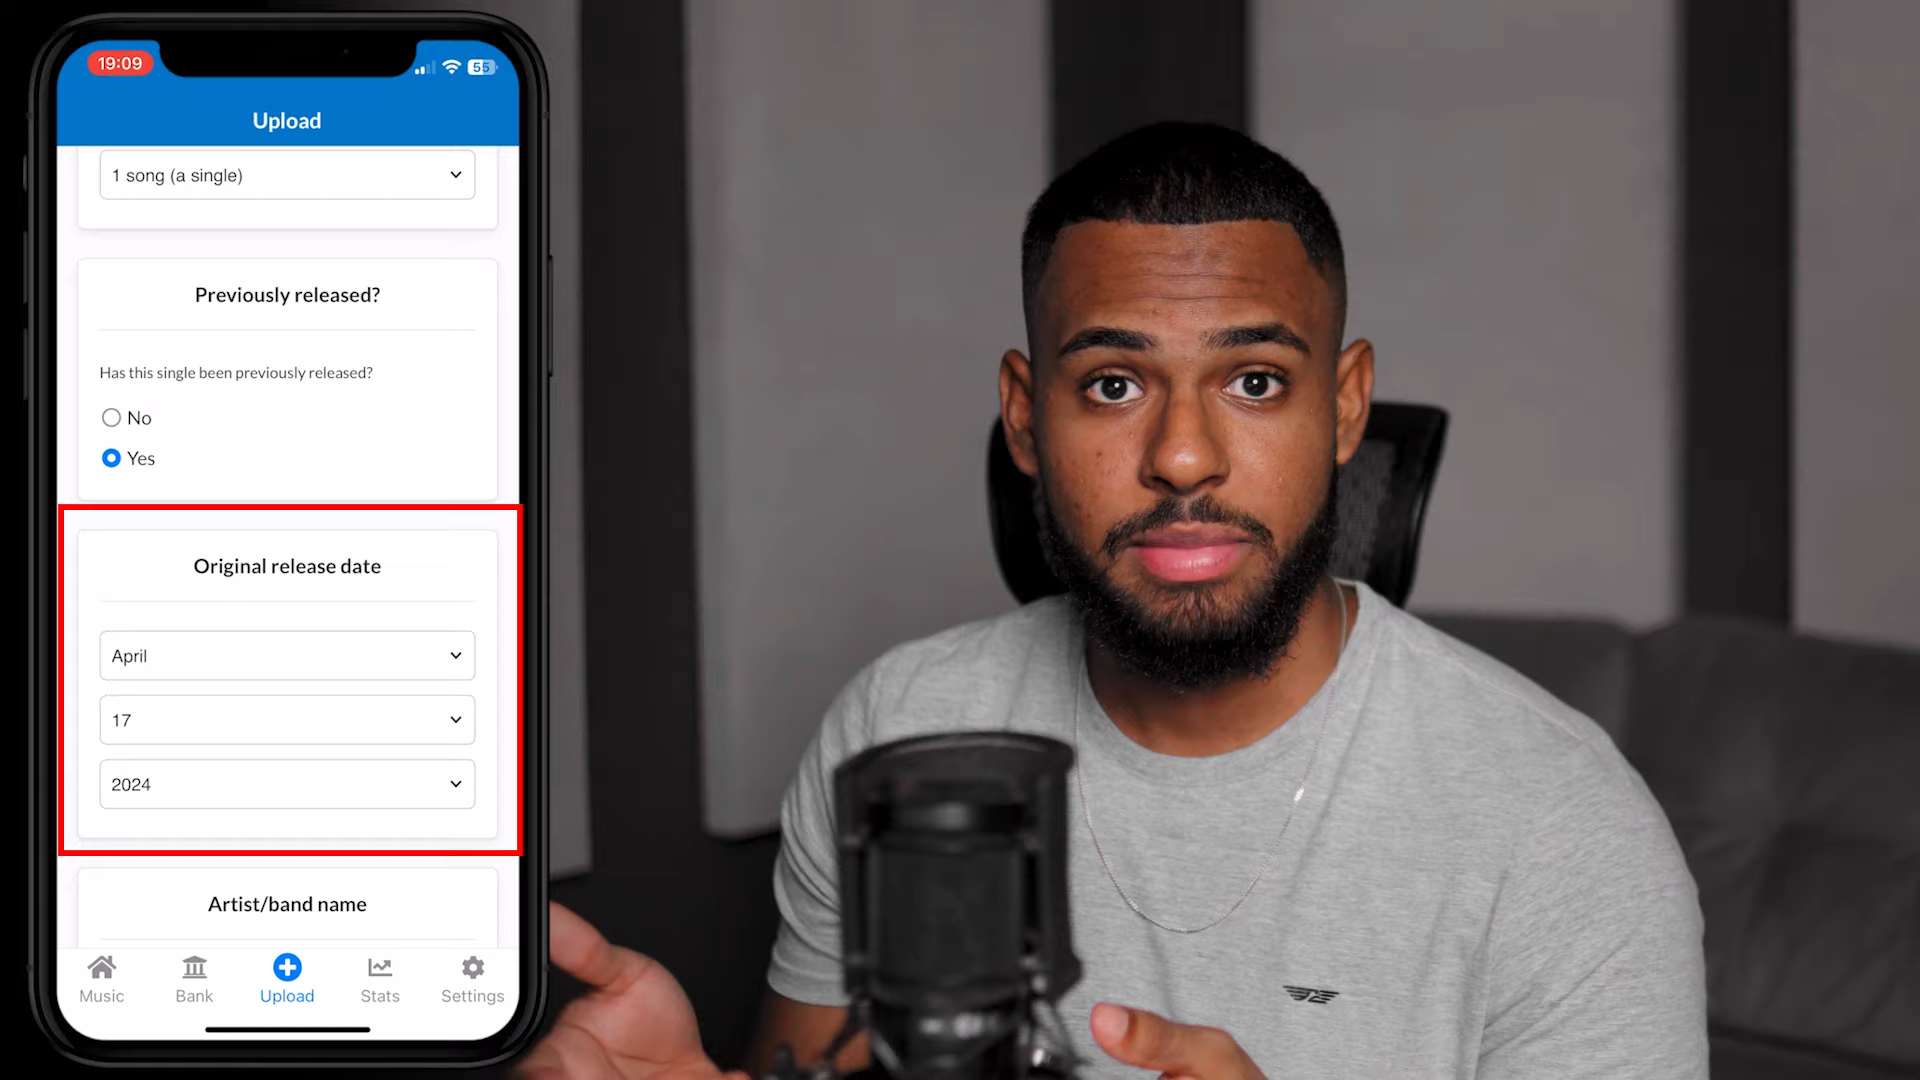 19:09
55
Upload
1 song (a single)
Previously released?
Has this single been previously released?
No
Yes
Original release date
April
17
2024
Artist/band name
Music
Bank
Upload
Stats
Settings